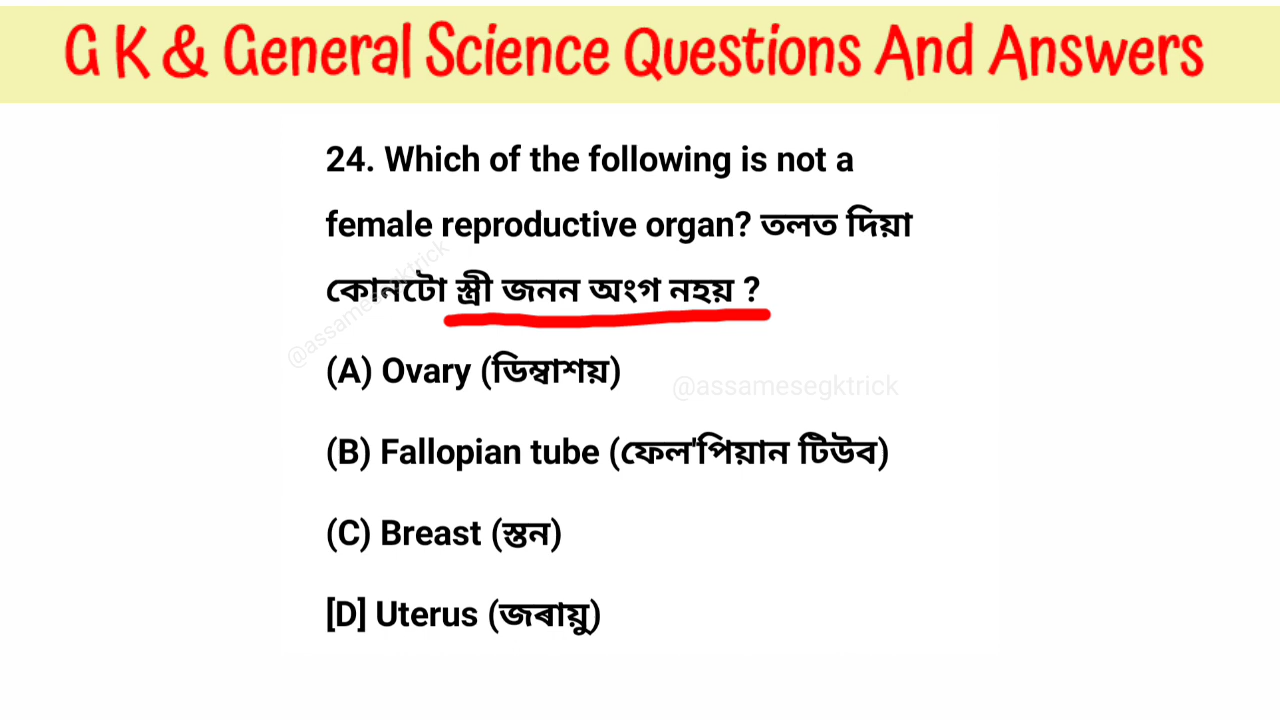 G K & General Science Questions And Answers
24. Which of the following is not a
female reproductive organ? তলত দিয়া
কোনটো স্ত্ৰী জনন অংগ নহয় ?
@assamesegktrick
(A) Ovary (ডিম্বাশয়)
@assamesegktrick
(B) Fallopian tube (ফেল'পিয়ান টিউব)
(C) Breast (স্তন)
[D] Uterus (জৰায়ু)